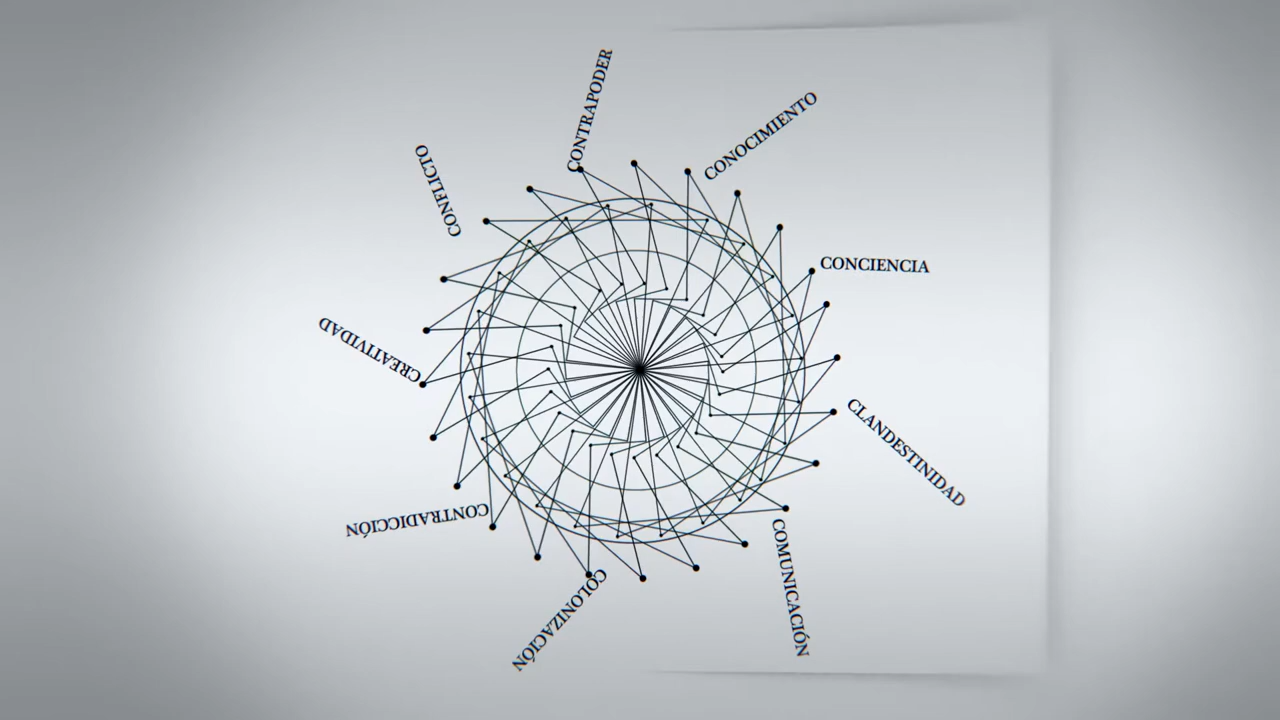 CONTRAPODER
CONOCIMIENTO
CONCIENCIA
CLANDESTINIDAD
COMUNICACIÓN
COLONIZACIÓN
CONTRADICCIÓN
CREATIVIDAD
CONFLICTO